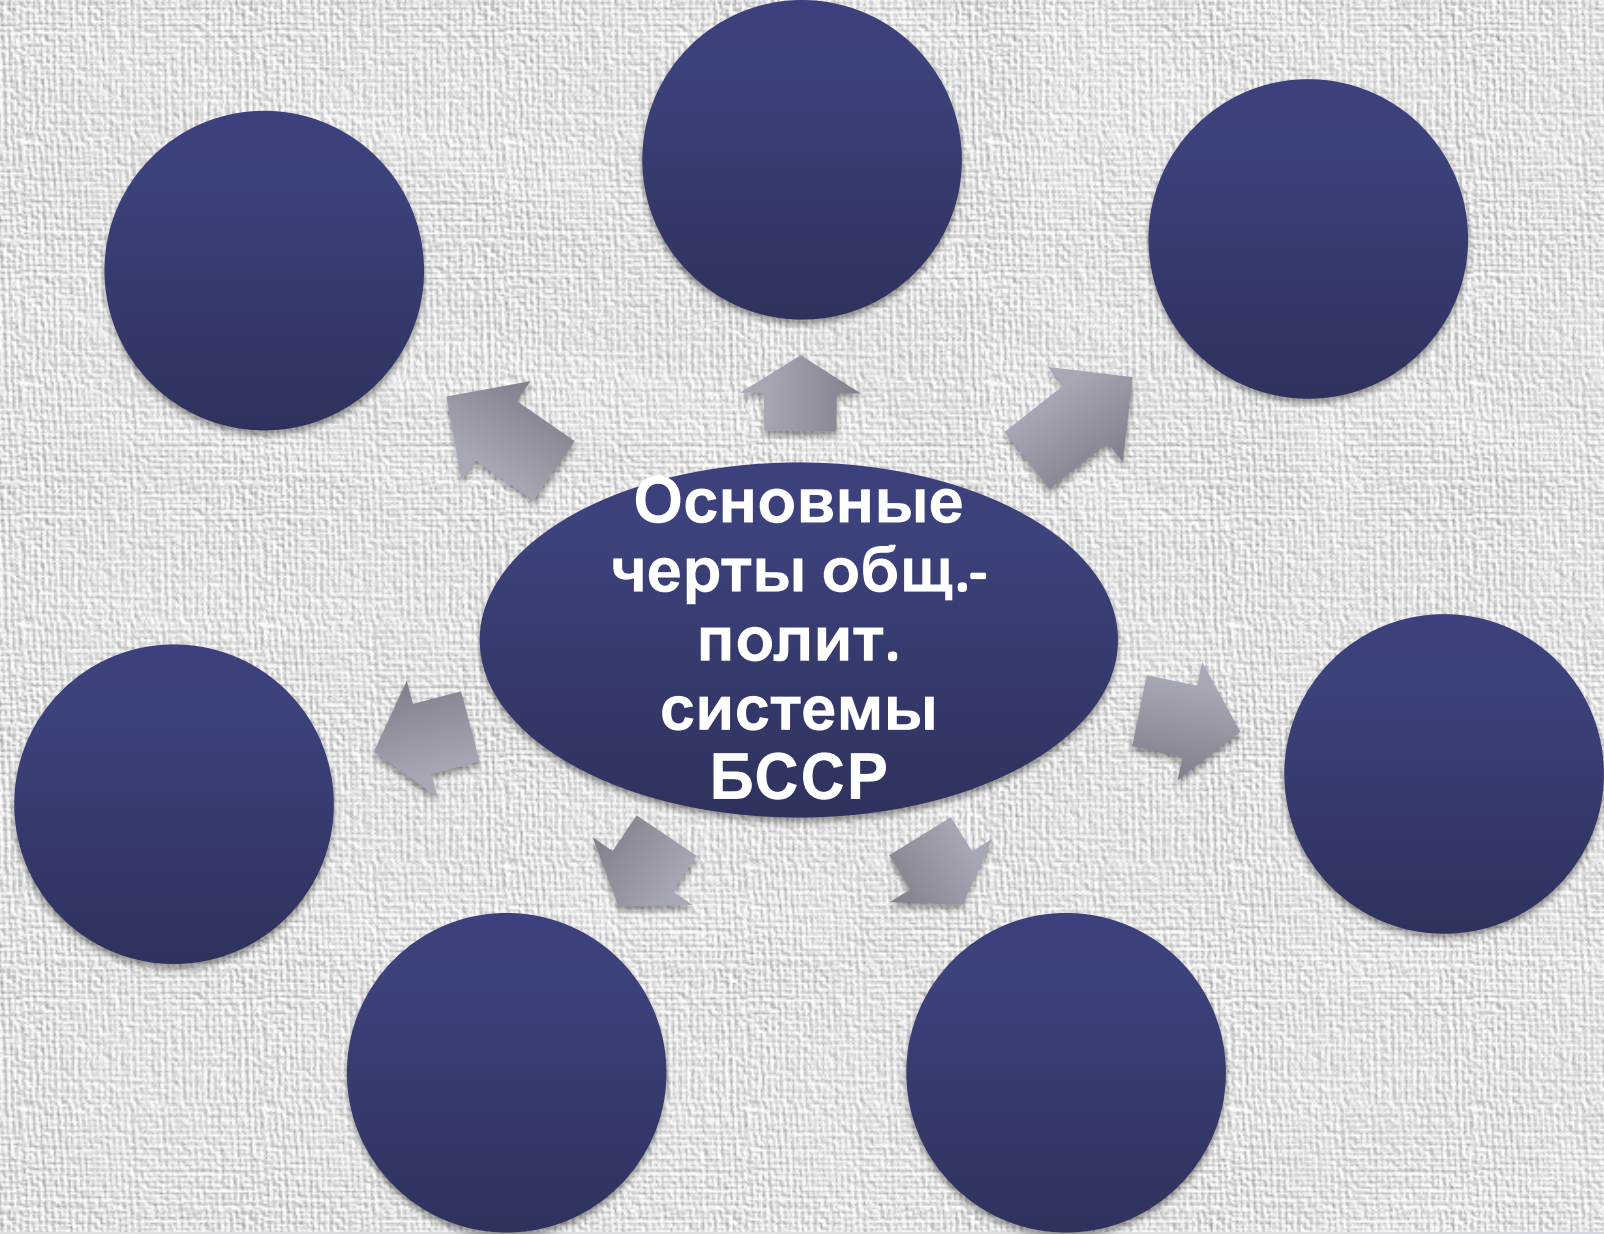 Основные
черты общ.-
полит.
системы
БССР